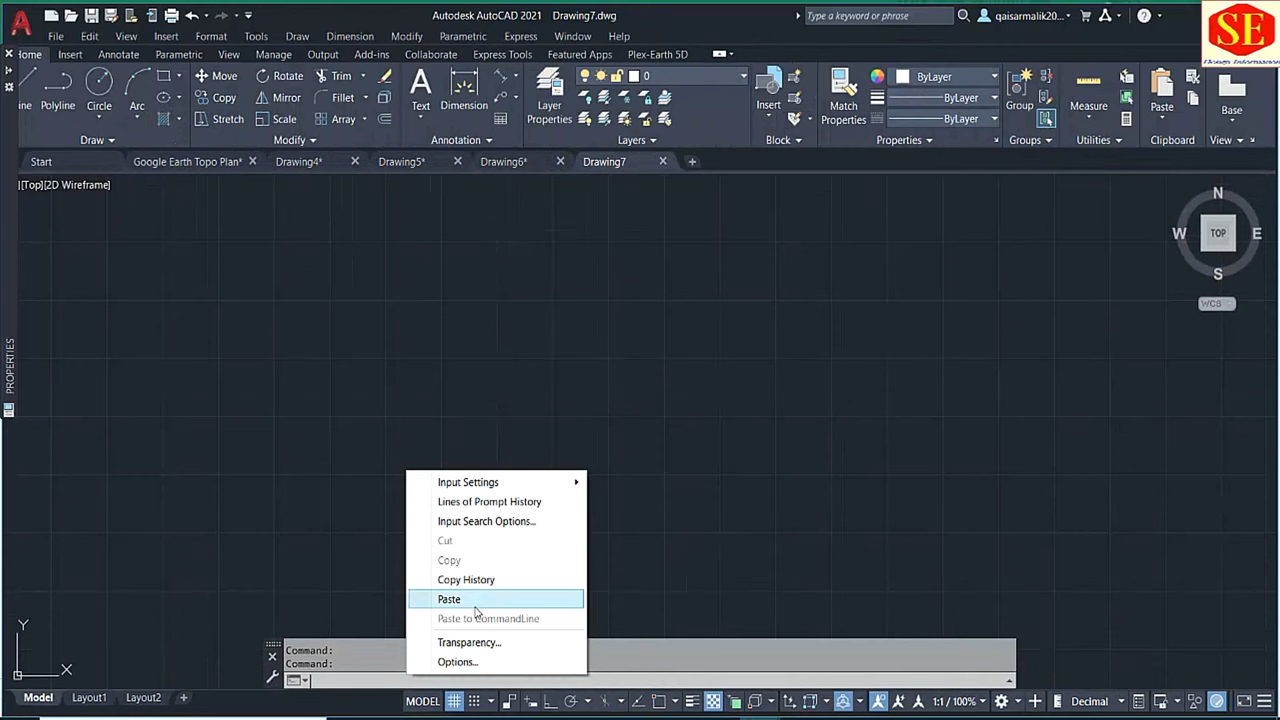 Autodesk AutoCAD 2021 Drawing7.dwg
Type a keyword or phrase
qaisarmalik20...
SE
File Edit View Insert Format Tools Draw Dimension Modify Parametric Express Window Help
Home Insert Annotate Parametric View Manage Output Add-ins Collaborate Express Tools Featured Apps Plex-Earth 5D
Move Rotate Trim
0
ByLayer
Copy Mirror Fillet
ByLayer
ine Polyline Circle Arc
Text Dimension
Layer
Properties
Insert
Match
Properties
Group
Measure
Paste
Base
Stretch Scale Array
ByLayer
Draw Modify Annotation Layers Block Properties Groups Utilities Clipboard View
Start Google Earth Topo Plan* Drawing4* Drawing5* Drawing6* Drawing7
][Top][2D Wireframe]
N
W TOP E
S
WCS
PROPERTIES
Input Settings
Lines of Prompt History
Input Search Options...
Cut
Copy
Copy History
Paste
Paste to CommandLine
Transparency...
Options...
Y
X
Command:
Command:
Model Layout1 Layout2
MODEL
1:1 / 100%
Decimal